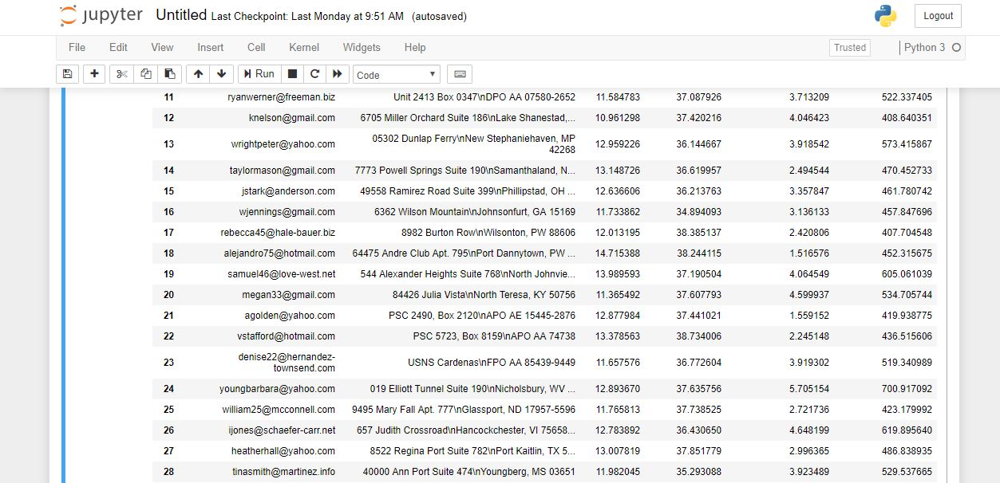 jupyter Untitled Last Checkpoint: Last Monday at 9:51 AM (autosaved) Logout
File Edit View Insert Cell Kernel Widgets Help Trusted Python 3
Run Code
11 ryanwerner@freeman.biz Unit 2413 Box 0347\nDPO AA 07580-2652 11.584783 37.087926 3.713209 522.337405
12 knelson@gmail.com 6705 Miller Orchard Suite 186\nLake Shanestad,... 10.961298 37.420216 4.046423 408.640351
13 wrightpeter@yahoo.com 05302 Dunlap Ferry\nNew Stephaniehaven, MP
42268 12.959226 36.144667 3.918542 573.415867
14 taylormason@gmail.com 7773 Powell Springs Suite 190\nSamanthaland, N... 13.148726 36.619957 2.494544 470.452733
15 jstark@anderson.com 49558 Ramirez Road Suite 399\nPhillipstad, OH ... 12.636606 36.213763 3.357847 461.780742
16 wjennings@gmail.com 6362 Wilson Mountain\nJohnsonfurt, GA 15169 11.733862 34.894093 3.136133 457.847696
17 rebecca45@hale-bauer.biz 8982 Burton Row\nWilsonton, PW 88606 12.013195 38.385137 2.420806 407.704548
18 alejandro75@hotmail.com 64475 Andre Club Apt. 795\nPort Dannytown, PW ... 14.715388 38.244115 1.516576 452.315675
19 samuel46@love-west.net 544 Alexander Heights Suite 768\nNorth Johnvie... 13.989593 37.190504 4.064549 605.061039
20 megan33@gmail.com 84426 Julia Vista\nNorth Teresa, KY 50756 11.365492 37.607793 4.599937 534.705744
21 agolden@yahoo.com PSC 2490, Box 2120\nAPO AE 15445-2876 12.877984 37.441021 1.559152 419.938775
22 vstafford@hotmail.com PSC 5723, Box 8159\nAPO AA 74738 13.378563 38.734006 2.245148 436.515606
23 denise22@hernandez-
townsend.com USNS Cardenas\nFPO AA 85439-9449 11.657576 36.772604 3.919302 519.340989
24 youngbarbara@yahoo.com 019 Elliott Tunnel Suite 190\nNicholsbury, WV ... 12.893670 37.635756 5.705154 700.917092
25 william25@mcconnell.com 9495 Mary Fall Apt. 777\nGlassport, ND 17957-5596 11.765813 37.738525 2.721736 423.179992
26 ijones@schaefer-carr.net 657 Judith Crossroad\nHancockchester, VI 75658... 12.783892 36.430650 4.648199 619.895640
27 heatherhall@yahoo.com 8522 Regina Port Suite 782\nPort Kaitlin, TX 5... 13.007819 37.851779 2.996365 486.838935
28 tinasmith@martinez.info 40000 Ann Port Suite 474\nYoungberg, MS 03651 11.982045 35.293088 3.923489 529.537665